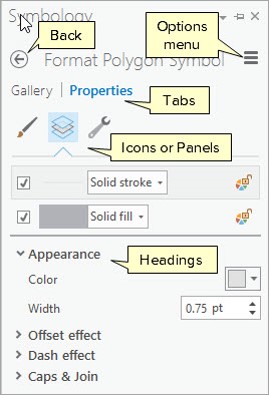 Symbology
Back
Options
menu
Format Polygon Symbol
Gallery | Properties
Tabs
Icons or Panels
Solid stroke
Solid fill
Appearance
Headings
Color
Width
0.75 pt
Offset effect
Dash effect
Caps & Join